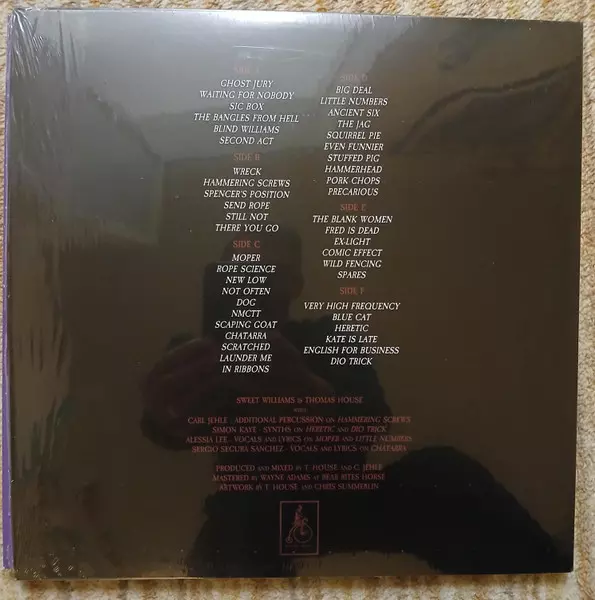 SIDE A
GHOST JURY
WAITING FOR NOBODY
SIC BOX
THE BANGLES FROM HELL
BLIND WILLIAMS
SECOND ACT
SIDE B
WRECK
HAMMERING SCREWS
SPENCER'S POSITION
SEND ROPE
STILL NOT
THERE YOU GO
SIDE C
MOPER
ROPE SCIENCE
NEW LOW
NOT OFTEN
DOG
NMCTT
SCAPING GOAT
CHATARRA
SCRATCHED
LAUNDER ME
IN RIBBONS
SIDE D
BIG DEAL
LITTLE NUMBERS
ANCIENT SIX
THE JAG
SQUIRREL PIE
EVEN FUNNIER
STUFFED PIG
HAMMERHEAD
PORK CHOPS
PRECARIOUS
SIDE E
THE BLANK WOMEN
FRED IS DEAD
EX-LIGHT
COMIC EFFECT
WILD FENCING
SPARES
SIDE F
VERY HIGH FREQUENCY
BLUE CAT
HERETIC
KATE IS LATE
ENGLISH FOR BUSINESS
DIO TRICK
SWEET WILLIAMS IS THOMAS HOUSE
WITH
CARL JEHLE - ADDITIONAL PERCUSSION ON HAMMERING SCREWS
SIMON KAYE - SYNTHS ON HERETIC AND DIO TRICK
ALESSIA LEE - VOCALS AND LYRICS ON MOPER AND LITTLE NUMBERS
SERGIO SEGURA SANCHEZ - VOCALS AND LYRICS ON CHATARRA
PRODUCED AND MIXED BY T. HOUSE AND C. JEHLE
MASTERED BY WAYNE ADAMS AT BEAR BITES HORSE
ARTWORK BY T. HOUSE AND CHRIS SUMMERLIN